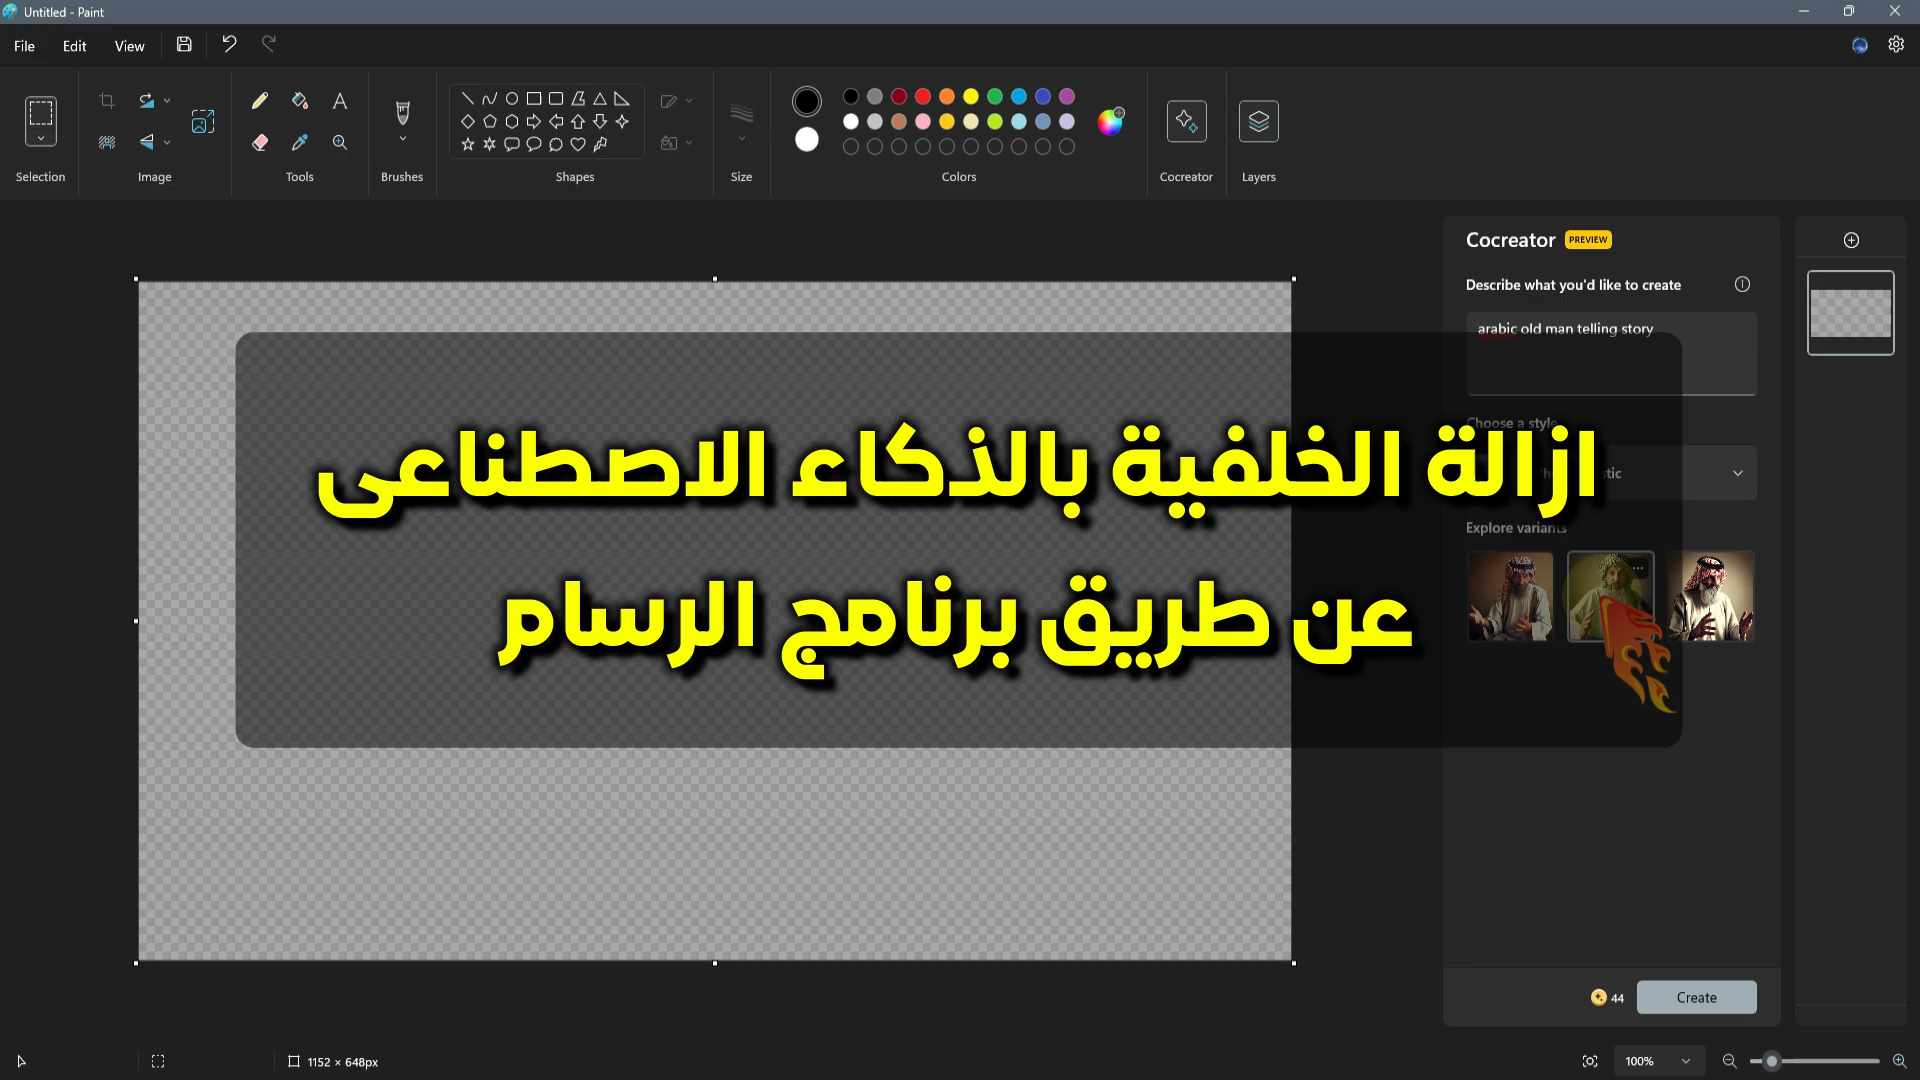 Untitled - Paint
File Edit View
Selection Image Tools Brushes Shapes Size Colors Cocreator Layers
Cocreator PREVIEW
Describe what you'd like to create
arabic old man telling story
Choose a style
ازالة الخلفية بالذكاء الاصطناعى
Explore variants
عن طريق برنامج الرسام
44 Create
1152 × 648px
100%